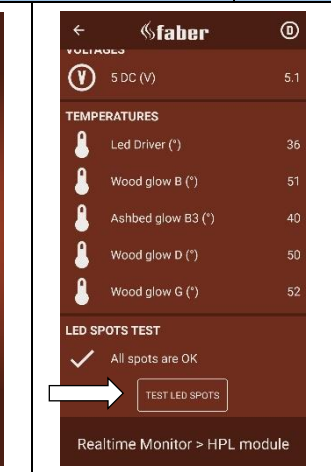 faber
D
VOLTAGES
V 5 DC (V) 5.1
TEMPERATURES
Led Driver (°) 36
Wood glow B (°) 51
Ashbed glow B3 (°) 40
Wood glow D (°) 50
Wood glow G (°) 52
LED SPOTS TEST
All spots are OK
TEST LED SPOTS
Realtime Monitor > HPL module